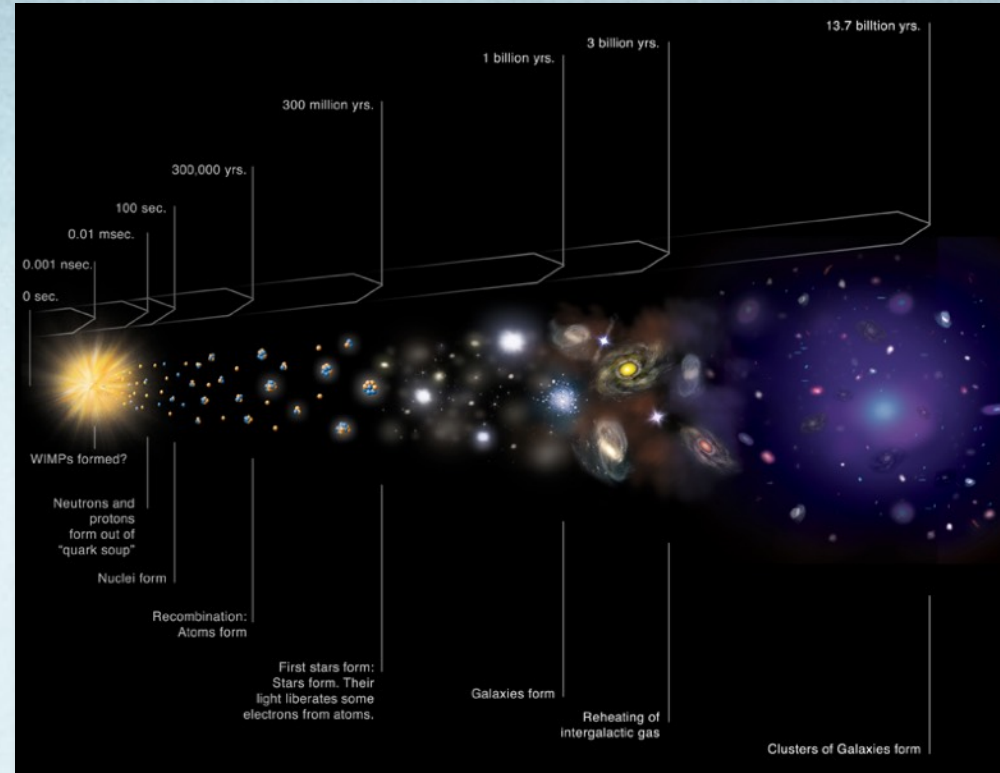 13.7 billtion yrs.
3 billion yrs.
1 billion yrs.
300 million yrs.
300,000 yrs.
100 sec.
0.01 msec.
0.001 nsec.
0 sec.
WIMPs formed?
Neutrons and
protons
form out of
"quark soup"
Nuclei form
Recombination:
Atoms form
First stars form:
Stars form. Their
light liberates some
electrons from atoms.
Galaxies form
Reheating of
intergalactic gas
Clusters of Galaxies form